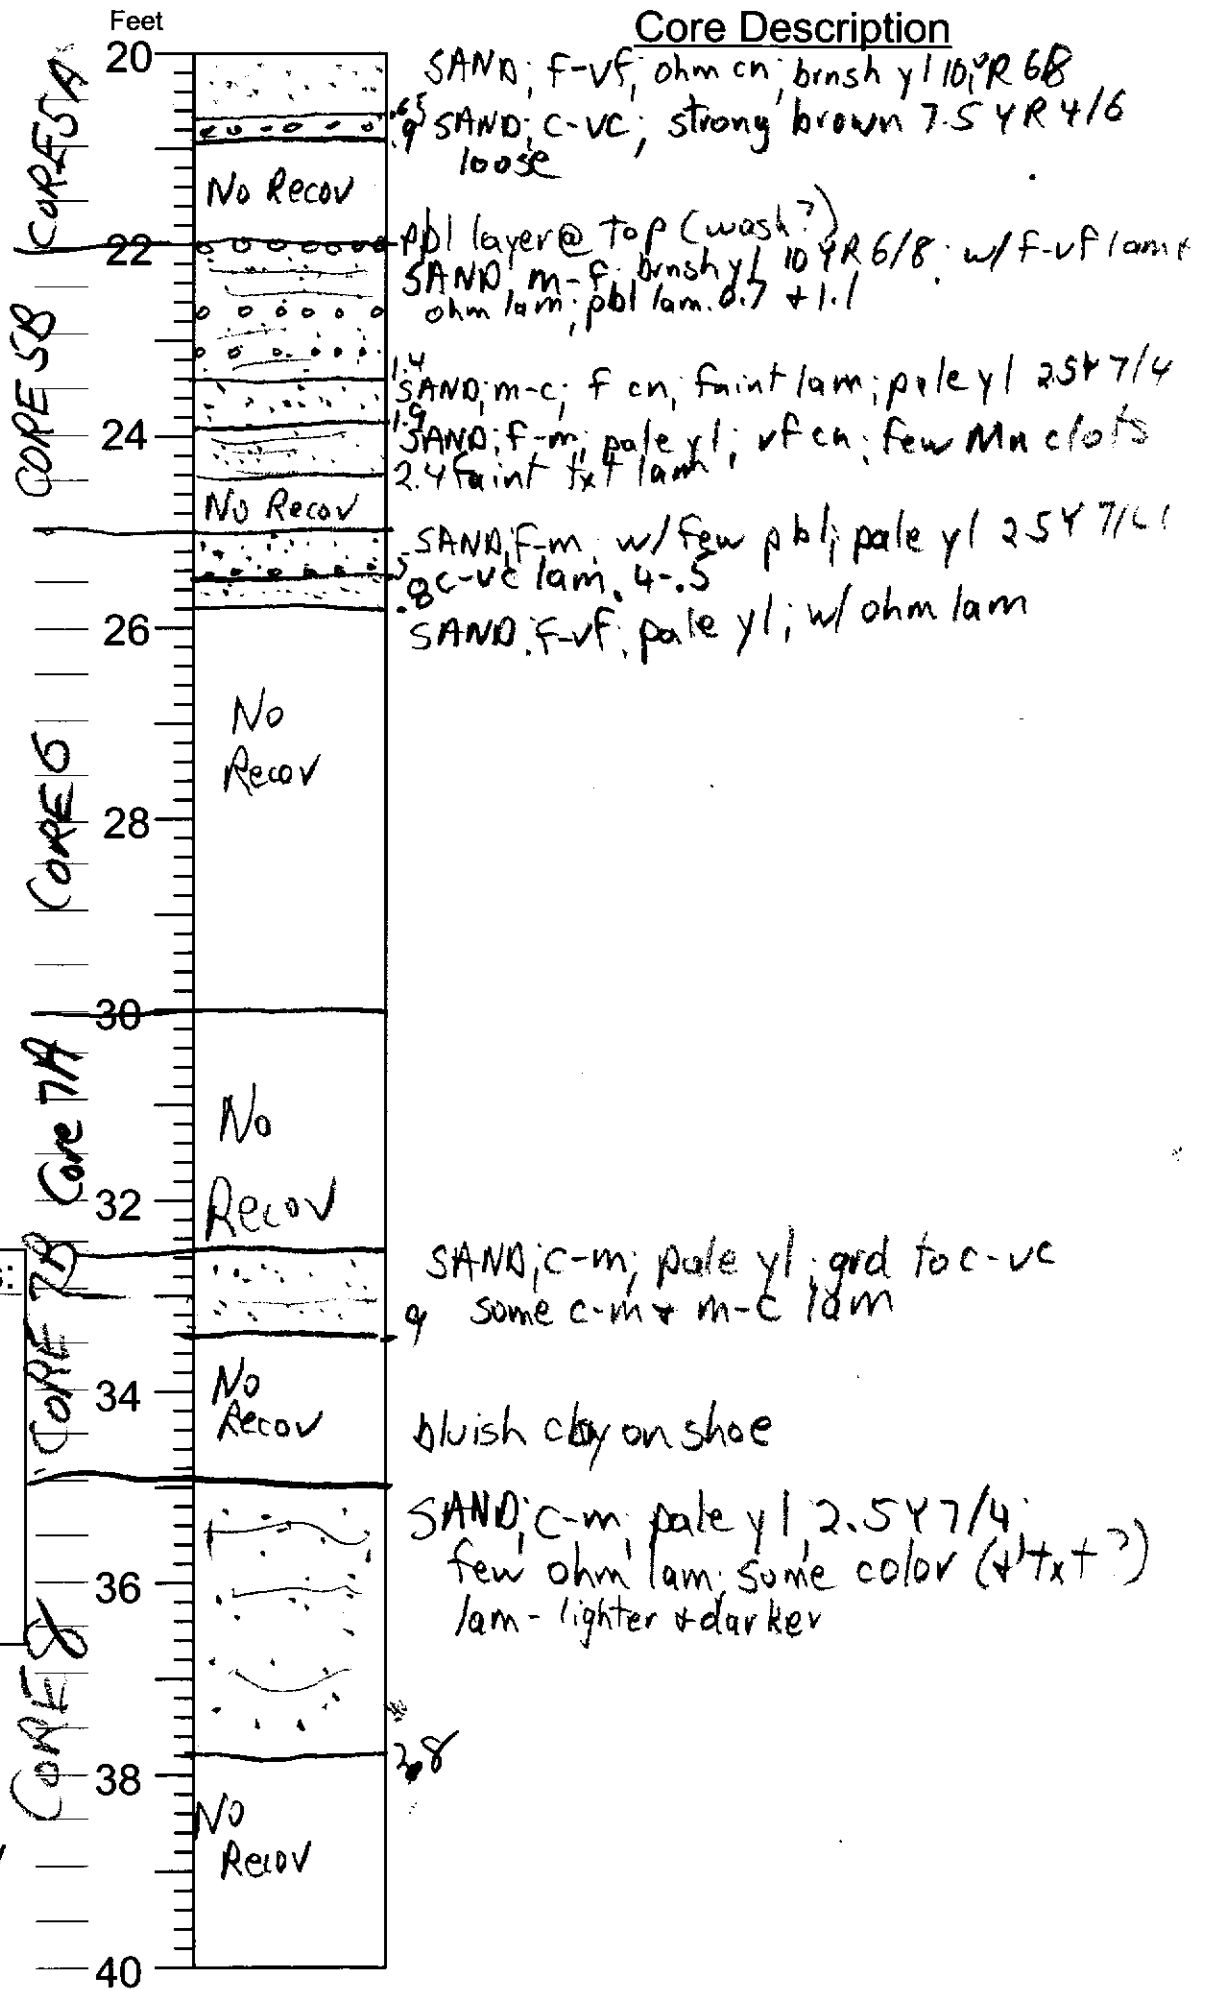 Feet
Core Description
20
CORE 5A
SAND; f-vf; ohm cn; brnsh yl 10YR 6/8
.65
.9
SAND; c-vc; strong brown 7.5 YR 4/6
loose
No Recov
22
CORE 5B
pbl layer @ top (wash?)
SAND; m-f; brnsh yl 10YR 6/8; w/ f-vf lam +
ohm lam; pbl lam .0.7 + 1.1
1.4
SAND; m-c; f cn; faint lam; pale yl 2.5Y 7/4
1.9
24
SAND; f-m; pale yl; vf cn; few Mn clots
2.4 faint txt lam
No Recov
SAND; f-m; w/ few pbl; pale yl 2.5Y 7/4
.5
c-vc lam .4-.5
.8
26
SAND; f-vf; pale yl; w/ ohm lam
CORE 6
No
Recov
28
30
Core 7A
No
Recov
32
CORE 7B
SAND; c-m; pale yl; grd to c-vc
.9
some c-m + m-c lam
34
No
Recov
bluish clay on shoe
CORE 8
SAND; c-m; pale yl; 2.5Y 7/4;
few ohm lam; some color (+ txt?)
36
lam - lighter + darker
2.8
38
No
Recov
40